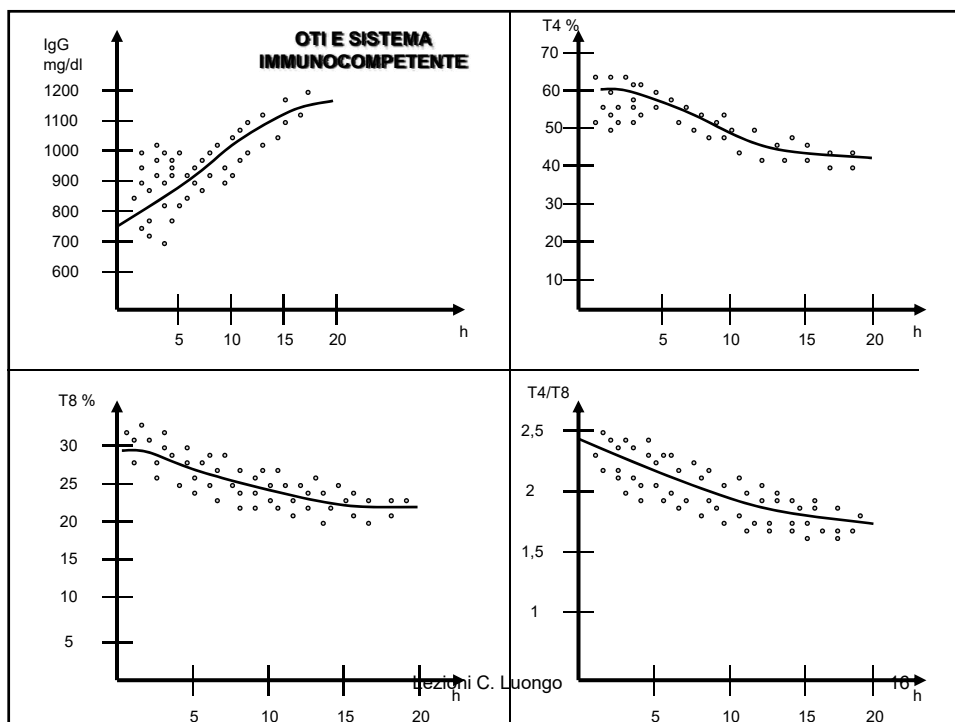 OTI E SISTEMA
IMMUNOCOMPETENTE
IgG
mg/dl
1200
1100
1000
900
800
700
600
5 10 15 20
h
T4 %
70
60
50
40
30
20
10
5 10 15 20
h
T8 %
30
25
20
15
10
5
5 10 15 20
h
T4/T8
2,5
2
1,5
1
5 10 15 20
h
Lezioni C. Luongo
16